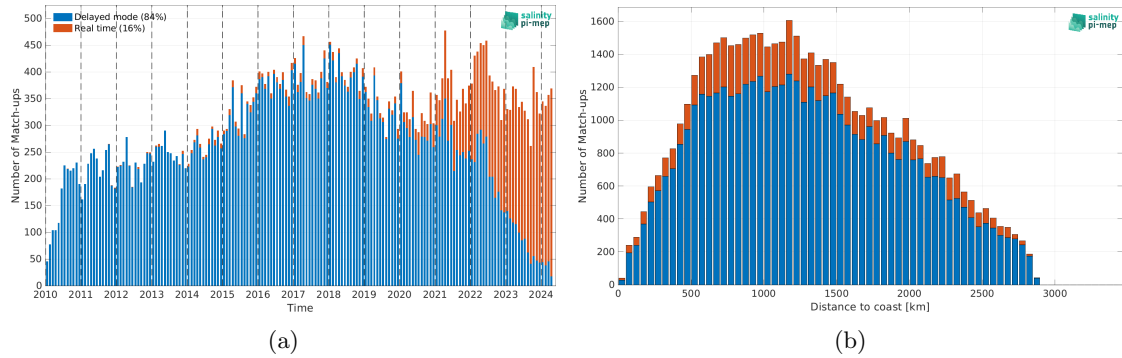 Delayed mode (84%)
Real time (16%)
salinity
pi-mep
Number of Match-ups
500
450
400
350
300
250
200
150
100
50
0
2010 2011 2012 2013 2014 2015 2016 2017 2018 2019 2020 2021 2022 2023 2024
Time
(a)
salinity
pi-mep
Number of Match-ups
1600
1400
1200
1000
800
600
400
200
0
0 500 1000 1500 2000 2500 3000
Distance to coast [km]
(b)